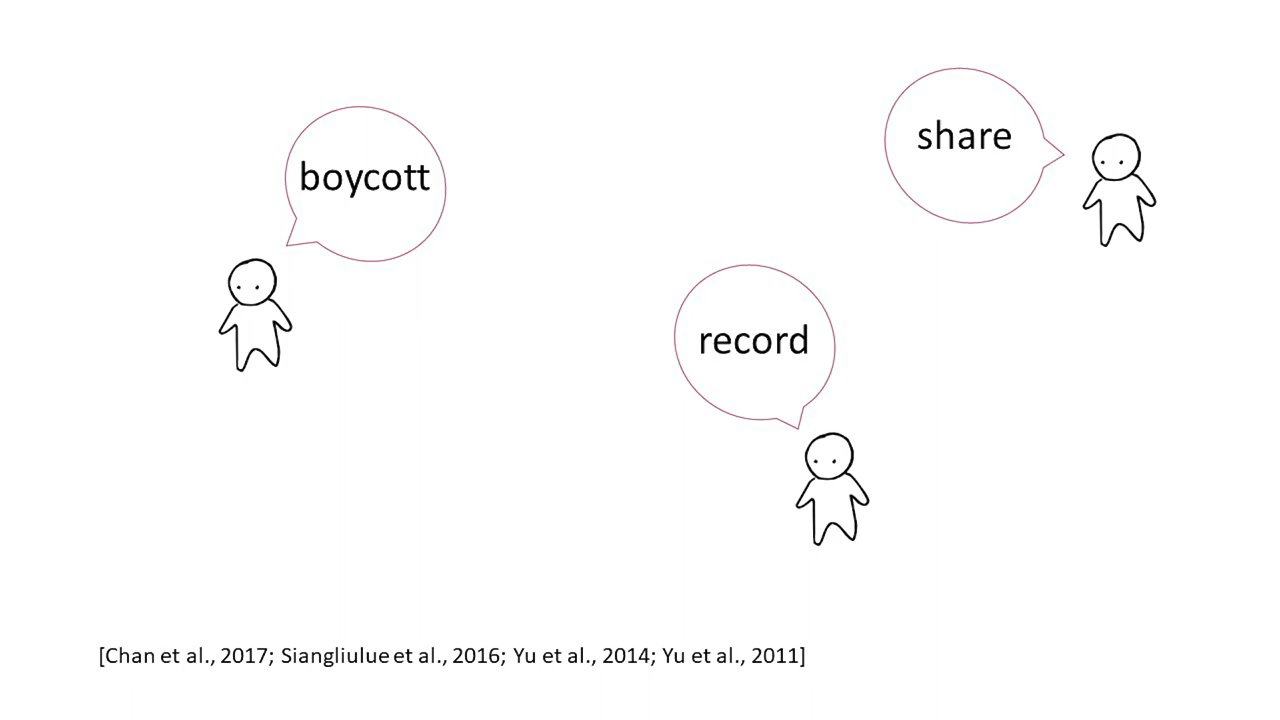 share
boycott
record
[Chan et al., 2017; Siangliulue et al., 2016; Yu et al., 2014; Yu et al., 2011]